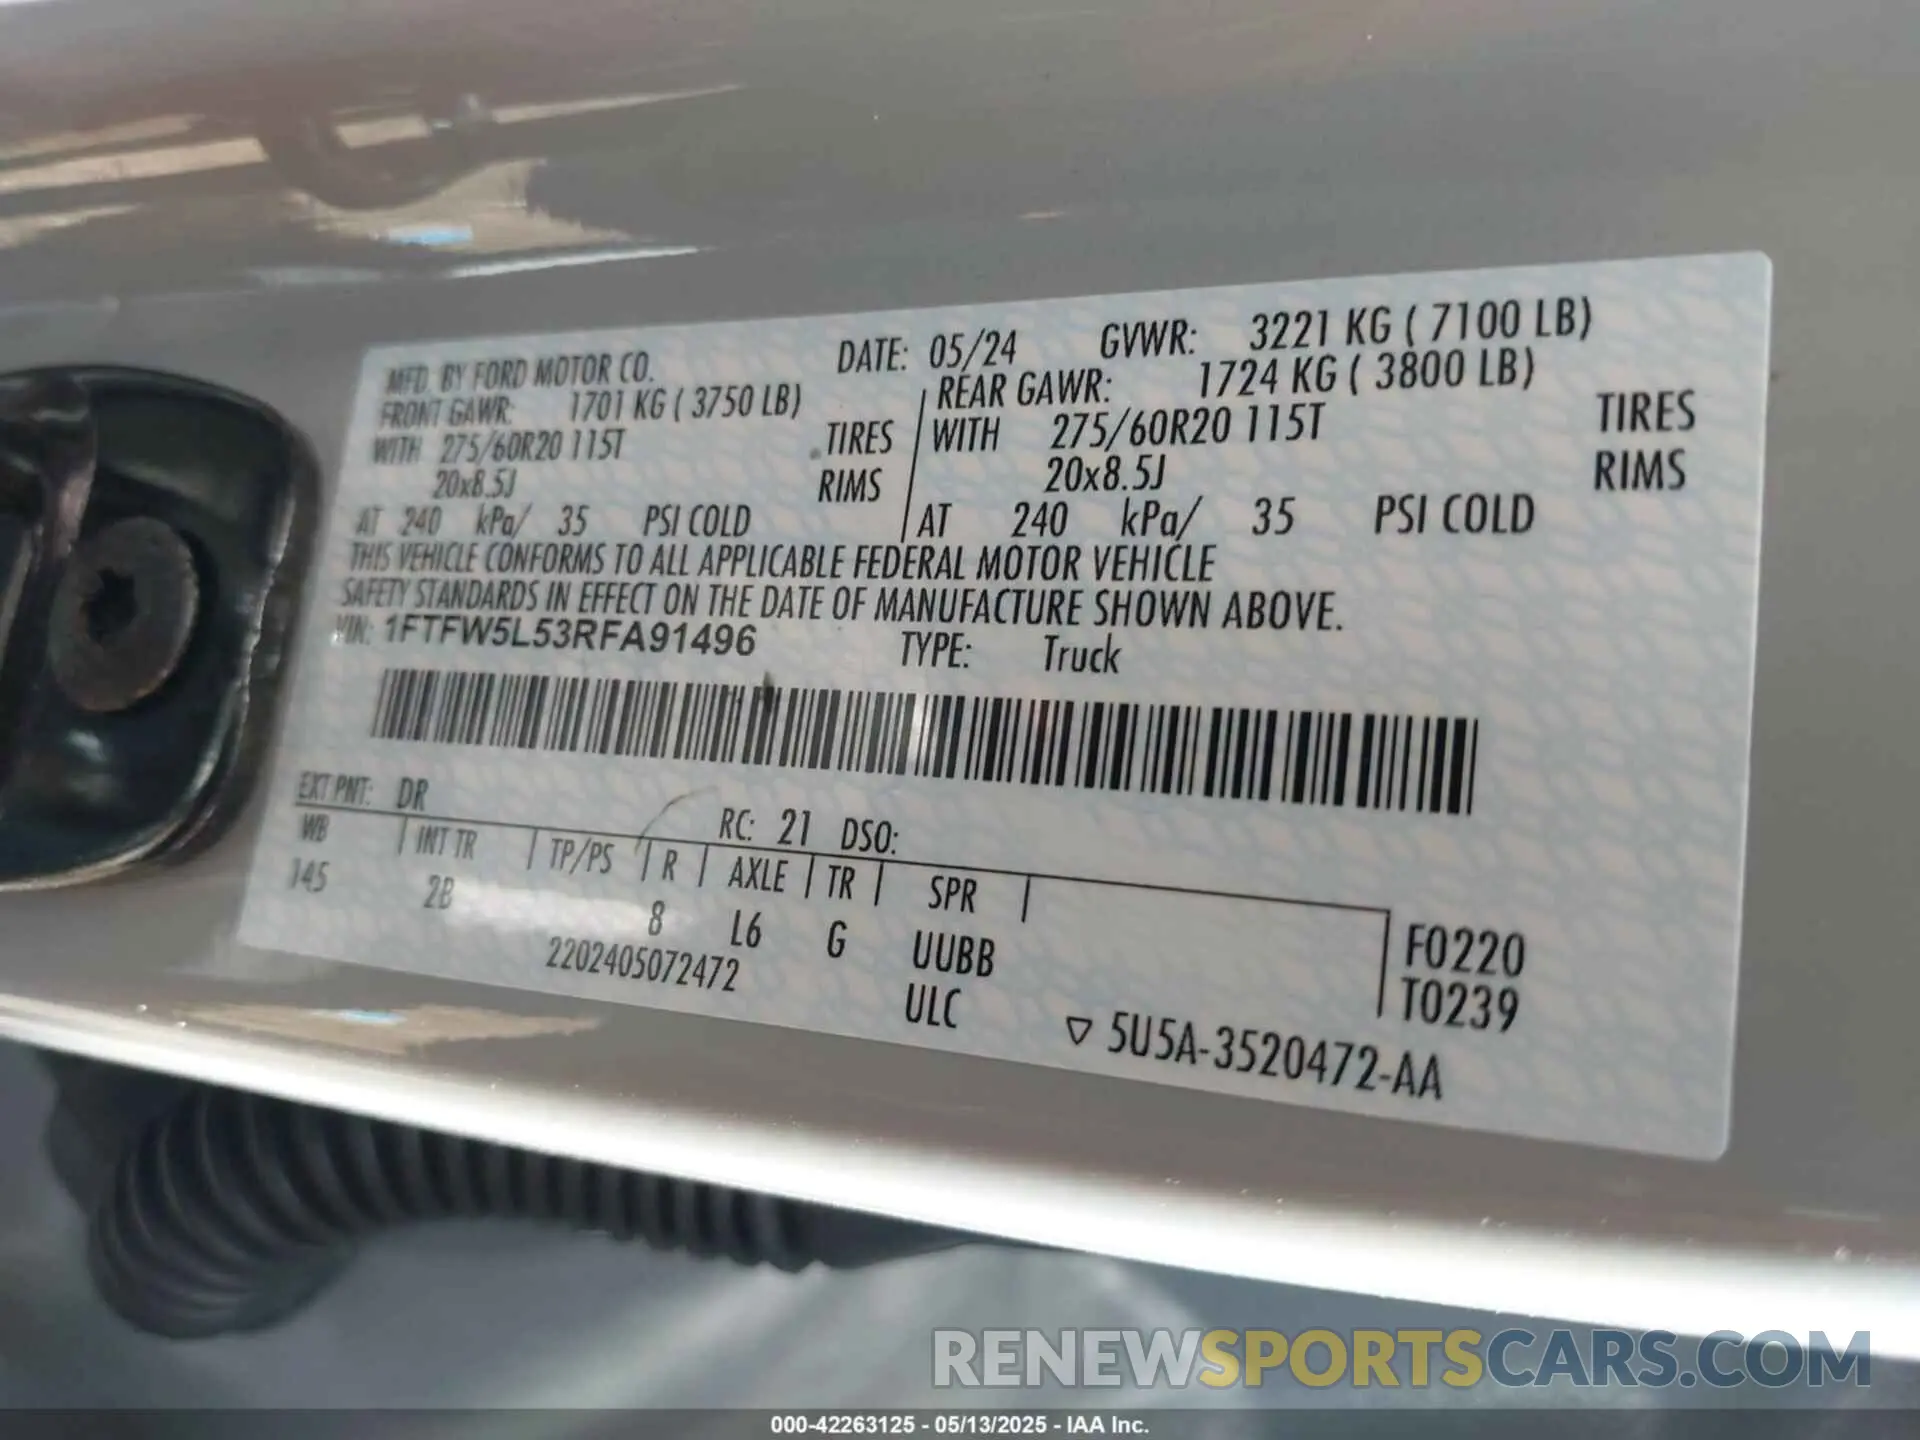 MFD. BY FORD MOTOR CO. DATE: 05/24 GVWR: 3221 KG ( 7100 LB)
FRONT GAWR: 1701 KG ( 3750 LB) REAR GAWR: 1724 KG ( 3800 LB)
WITH 275/60R20 115T TIRES WITH 275/60R20 115T TIRES
20x8.5J RIMS 20x8.5J RIMS
AT 240 kPa/ 35 PSI COLD AT 240 kPa/ 35 PSI COLD
THIS VEHICLE CONFORMS TO ALL APPLICABLE FEDERAL MOTOR VEHICLE
SAFETY STANDARDS IN EFFECT ON THE DATE OF MANUFACTURE SHOWN ABOVE.
VIN: 1FTFW5L53RFA91496 TYPE: Truck
EXT PNT: DR RC: 21 DSO:
WB INT TR TP/PS R AXLE TR SPR
145 2B 8 L6 G UUBB F0220
2202405072472 ULC T0239
5U5A-3520472-AA
RENEWSPORTSCARS.COM
000-42263125 - 05/13/2025 - IAA Inc.